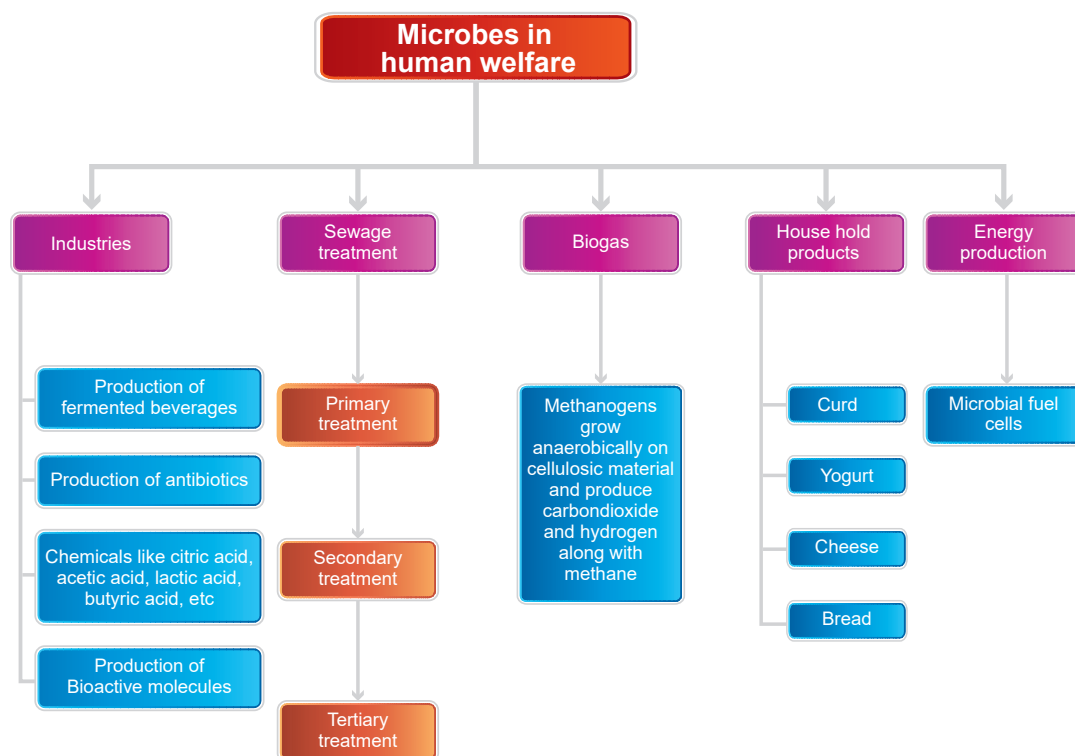 Microbes in
human welfare
Industries
Sewage
treatment
Biogas
House hold
products
Energy
production
Production of
fermented beverages
Production of antibiotics
Chemicals like citric acid,
acetic acid, lactic acid,
butyric acid, etc
Production of
Bioactive molecules
Primary
treatment
Secondary
treatment
Tertiary
treatment
Methanogens
grow
anaerobically on
cellulosic material
and produce
carbondioxide
and hydrogen
along with
methane
Curd
Yogurt
Cheese
Bread
Microbial fuel
cells